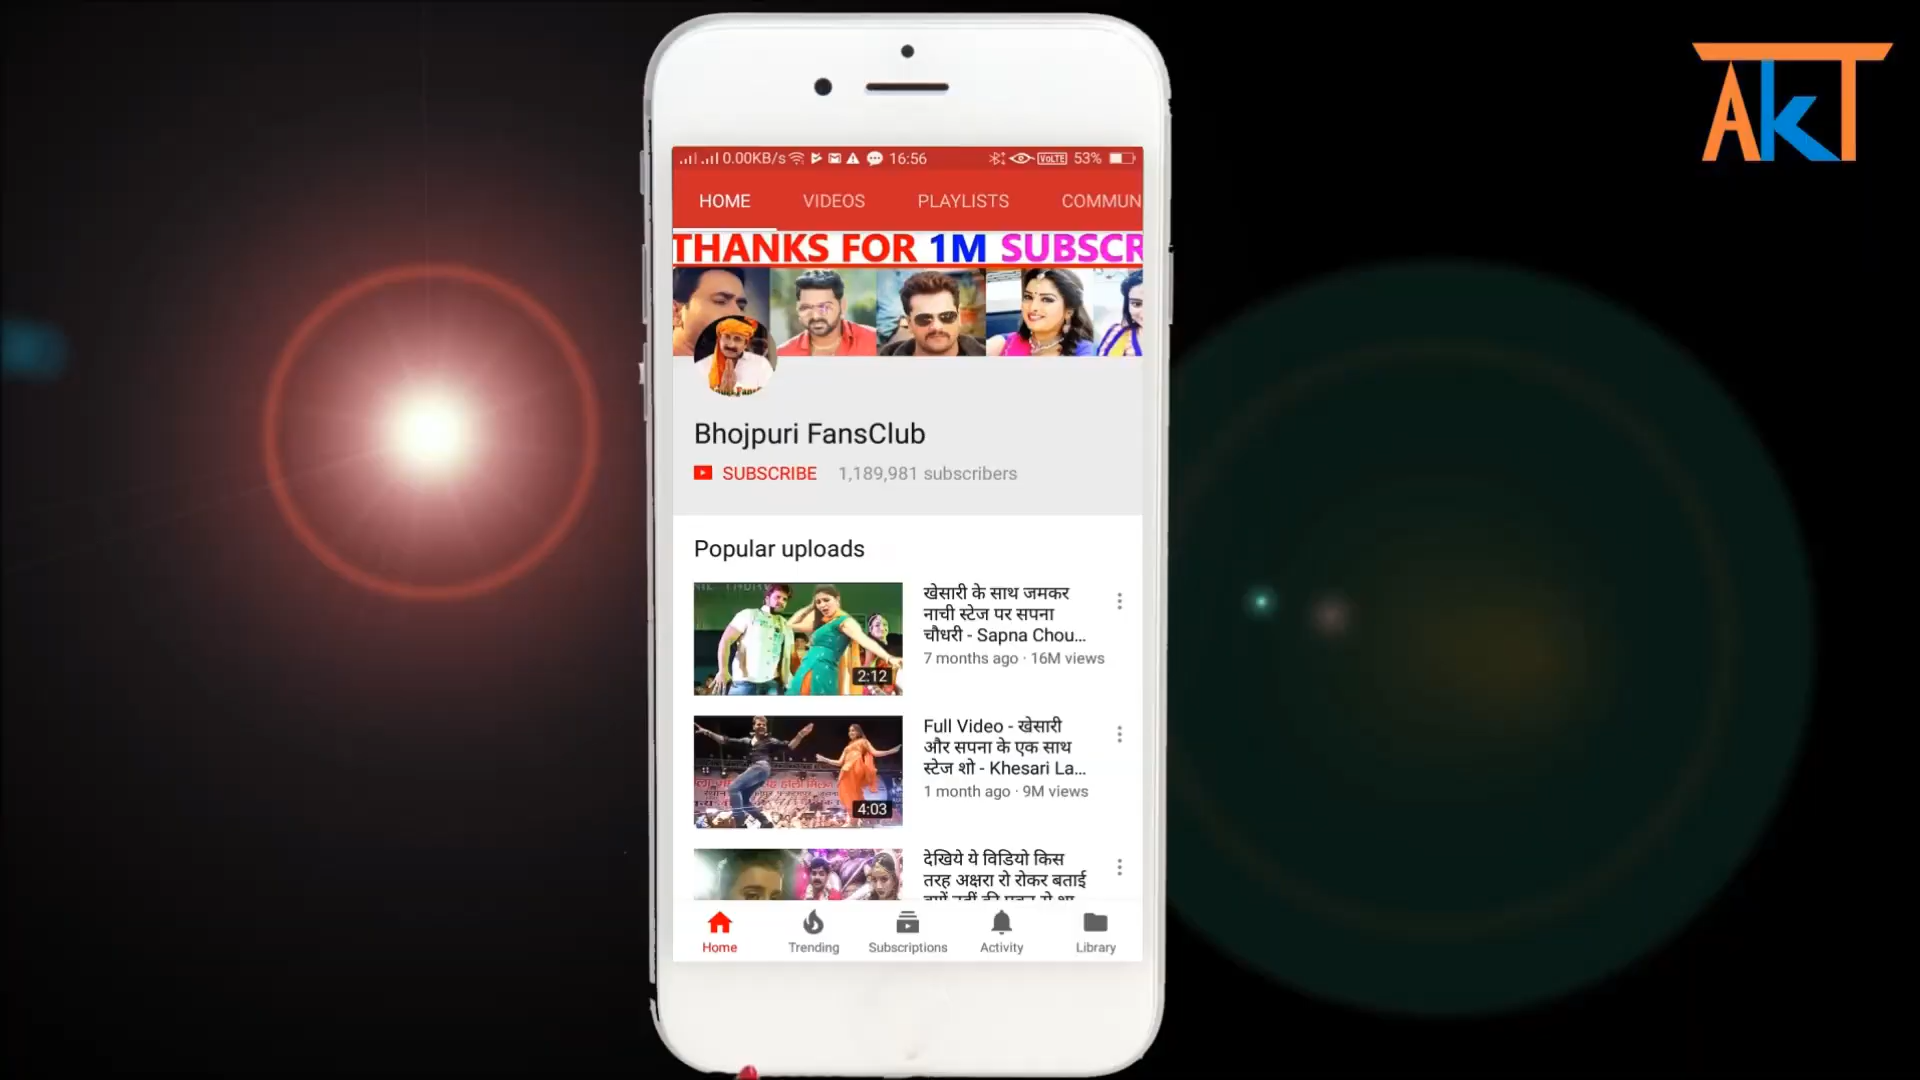 AKT
0.00KB/s 16:56 VoLTE 53%
HOME VIDEOS PLAYLISTS COMMUN
THANKS FOR 1M SUBSCR
Bhojpuri FansClub
SUBSCRIBE 1,189,981 subscribers
Popular uploads
खेसारी के साथ जमकर
नाची स्टेज पर सपना
चौधरी - Sapna Chou...
7 months ago · 16M views
2:12
Full Video - खेसारी
और सपना के एक साथ
स्टेज शो - Khesari La...
1 month ago · 9M views
4:03
देखिये ये विडियो किस
तरह अक्षरा रो रोकर बताई
Home Trending Subscriptions Activity Library